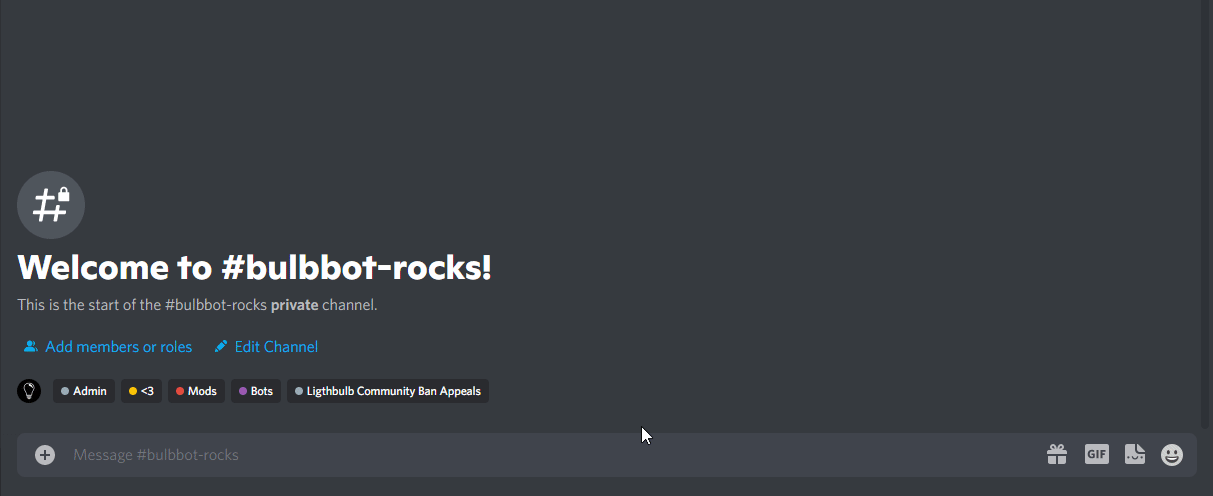 Welcome to #bulbbot-rocks!
This is the start of the #bulbbot-rocks private channel.
Add members or roles Edit Channel
Admin <3 Mods Bots Ligthbulb Community Ban Appeals
Message #bulbbot-rocks GIF